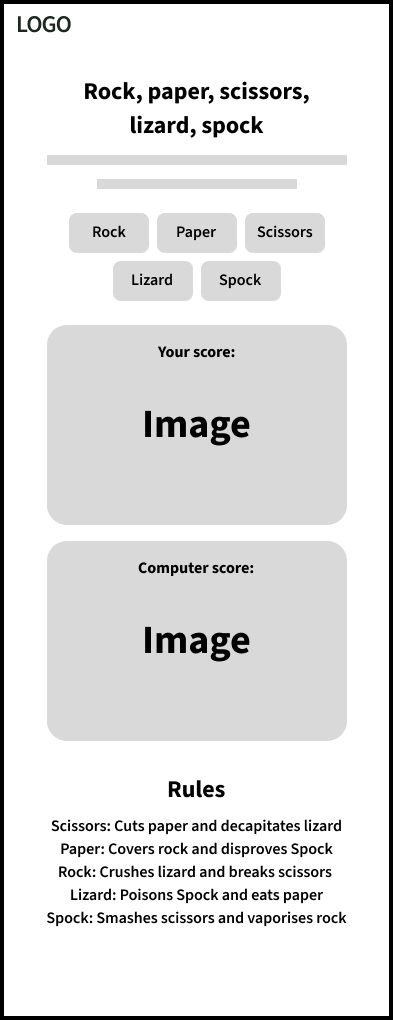 LOGO
Rock, paper, scissors,
lizard, spock
Rock
Paper
Scissors
Lizard
Spock
Your score:
Image
Computer score:
Image
Rules
Scissors: Cuts paper and decapitates lizard
Paper: Covers rock and disproves Spock
Rock: Crushes lizard and breaks scissors
Lizard: Poisons Spock and eats paper
Spock: Smashes scissors and vaporises rock